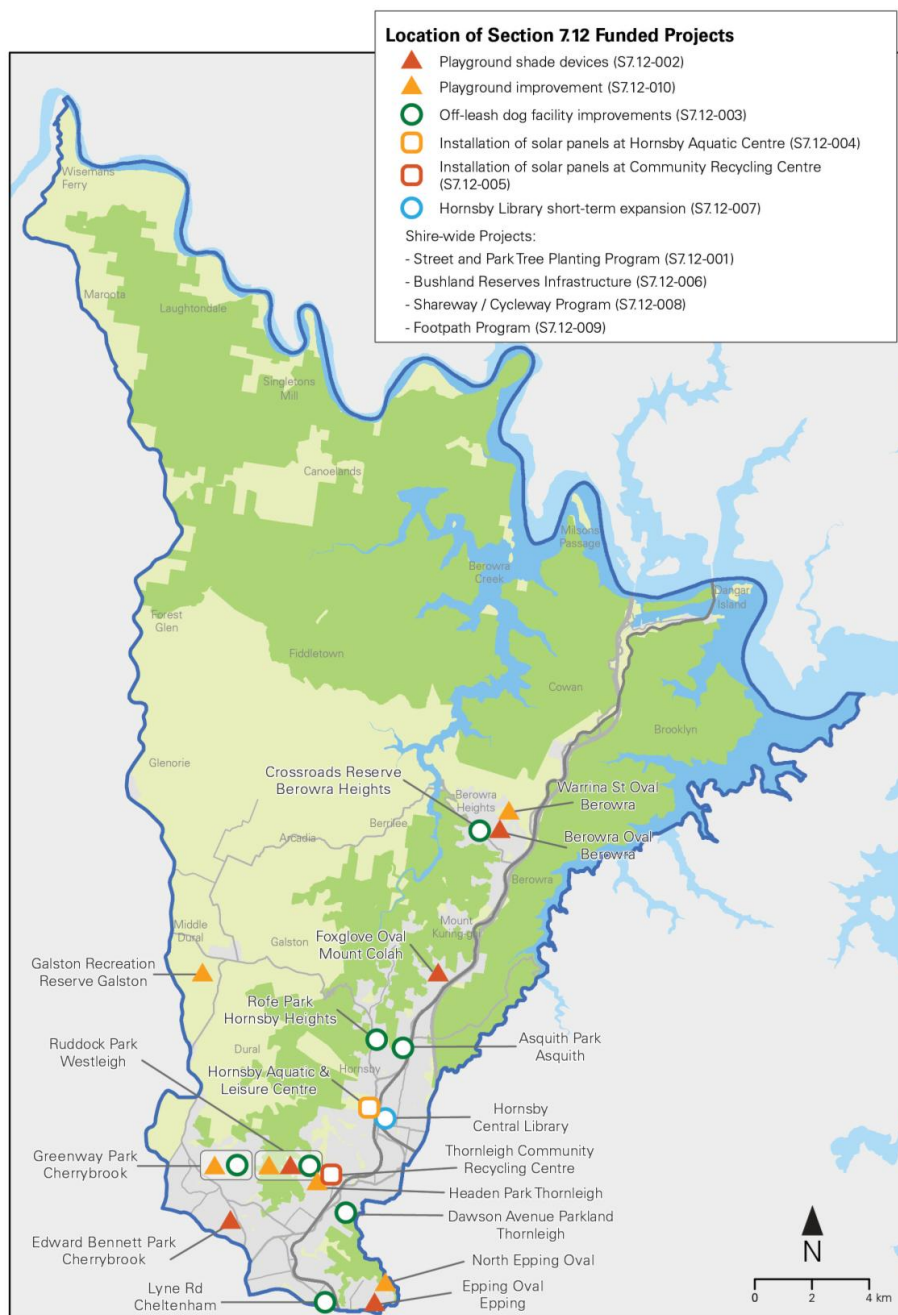 Location of Section 7.12 Funded Projects
Playground shade devices (S7.12-002)
Playground improvement (S7.12-010)
Off-leash dog facility improvements (S7.12-003)
Installation of solar panels at Hornsby Aquatic Centre (S7.12-004)
Installation of solar panels at Community Recycling Centre
(S7.12-005)
Hornsby Library short-term expansion (S7.12-007)
Shire-wide Projects:
- Street and Park Tree Planting Program (S7.12-001)
- Bushland Reserves Infrastructure (S7.12-006)
- Shareway / Cycleway Program (S7.12-008)
- Footpath Program (S7.12-009)
Wisemans
Ferry
Maroota
Laughtondale
Singletons
Mill
Canoelands
Milsons
Passage
Berowra
Creek
Dangar
Island
Forest
Glen
Fiddletown
Cowan
Brooklyn
Glenorie
Crossroads Reserve
Berowra Heights
Berowra
Heights
Warrina St Oval
Berowra
Arcadia
Berrilee
Berowra Oval
Berowra
Berowra
Middle
Dural
Galston
Mount
Kuring-gai
Foxglove Oval
Mount Colah
Galston Recreation
Reserve Galston
Rofe Park
Hornsby Heights
Ruddock Park
Westleigh
Dural
Hornsby
Asquith Park
Asquith
Hornsby Aquatic &
Leisure Centre
Hornsby
Central Library
Greenway Park
Cherrybrook
Thornleigh Community
Recycling Centre
Headen Park Thornleigh
Dawson Avenue Parkland
Thornleigh
Edward Bennett Park
Cherrybrook
North Epping Oval
Lyne Rd
Cheltenham
Epping Oval
Epping
N
0 2 4 km